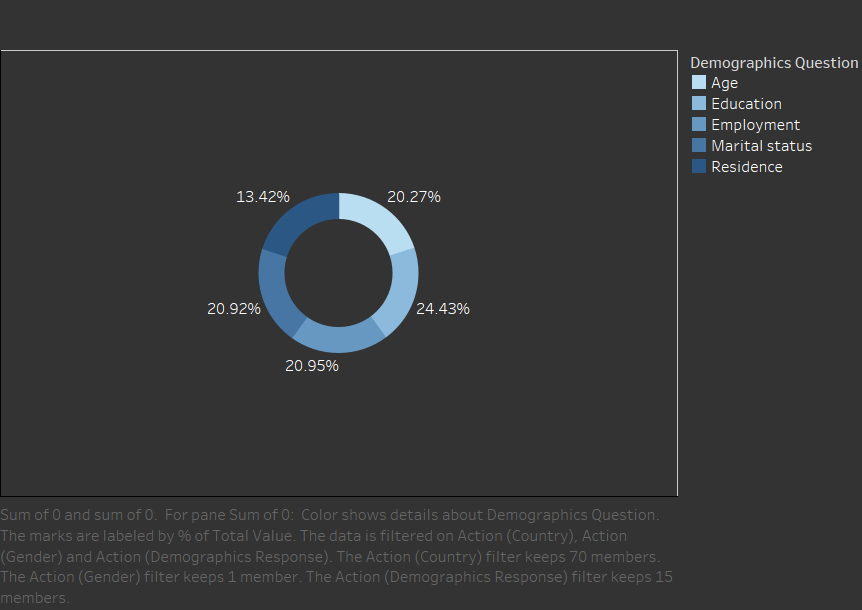 Demographics Question
Age
Education
Employment
Marital status
Residence
13.42%
20.27%
20.92%
24.43%
20.95%
Sum of 0 and sum of 0.  For pane Sum of 0:  Color shows details about Demographics Question.
The marks are labeled by % of Total Value. The data is filtered on Action (Country), Action
(Gender) and Action (Demographics Response). The Action (Country) filter keeps 70 members.
The Action (Gender) filter keeps 1 member. The Action (Demographics Response) filter keeps 15
members.